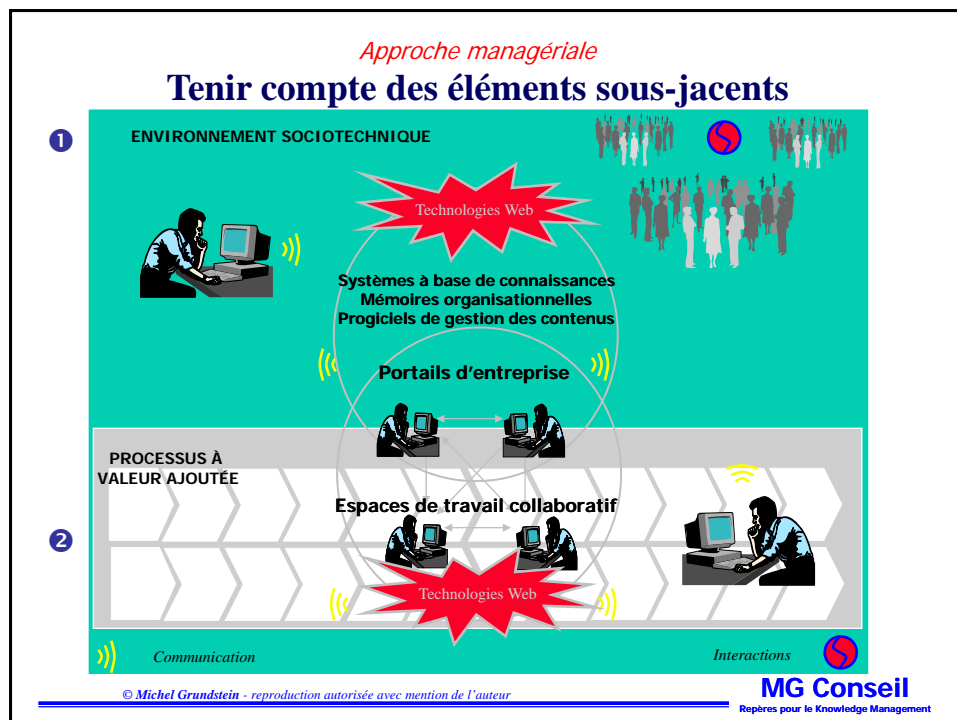 Approche managériale
Tenir compte des éléments sous-jacents
❶ ENVIRONNEMENT SOCIOTECHNIQUE
Technologies Web
Systèmes à base de connaissances
Mémoires organisationnelles
Progiciels de gestion des contenus
Portails d’entreprise
PROCESSUS À
VALEUR AJOUTÉE
Espaces de travail collaboratif
❷
Technologies Web
Communication
Interactions
© Michel Grundstein - reproduction autorisée avec mention de l’auteur
MG Conseil
Repères pour le Knowledge Management